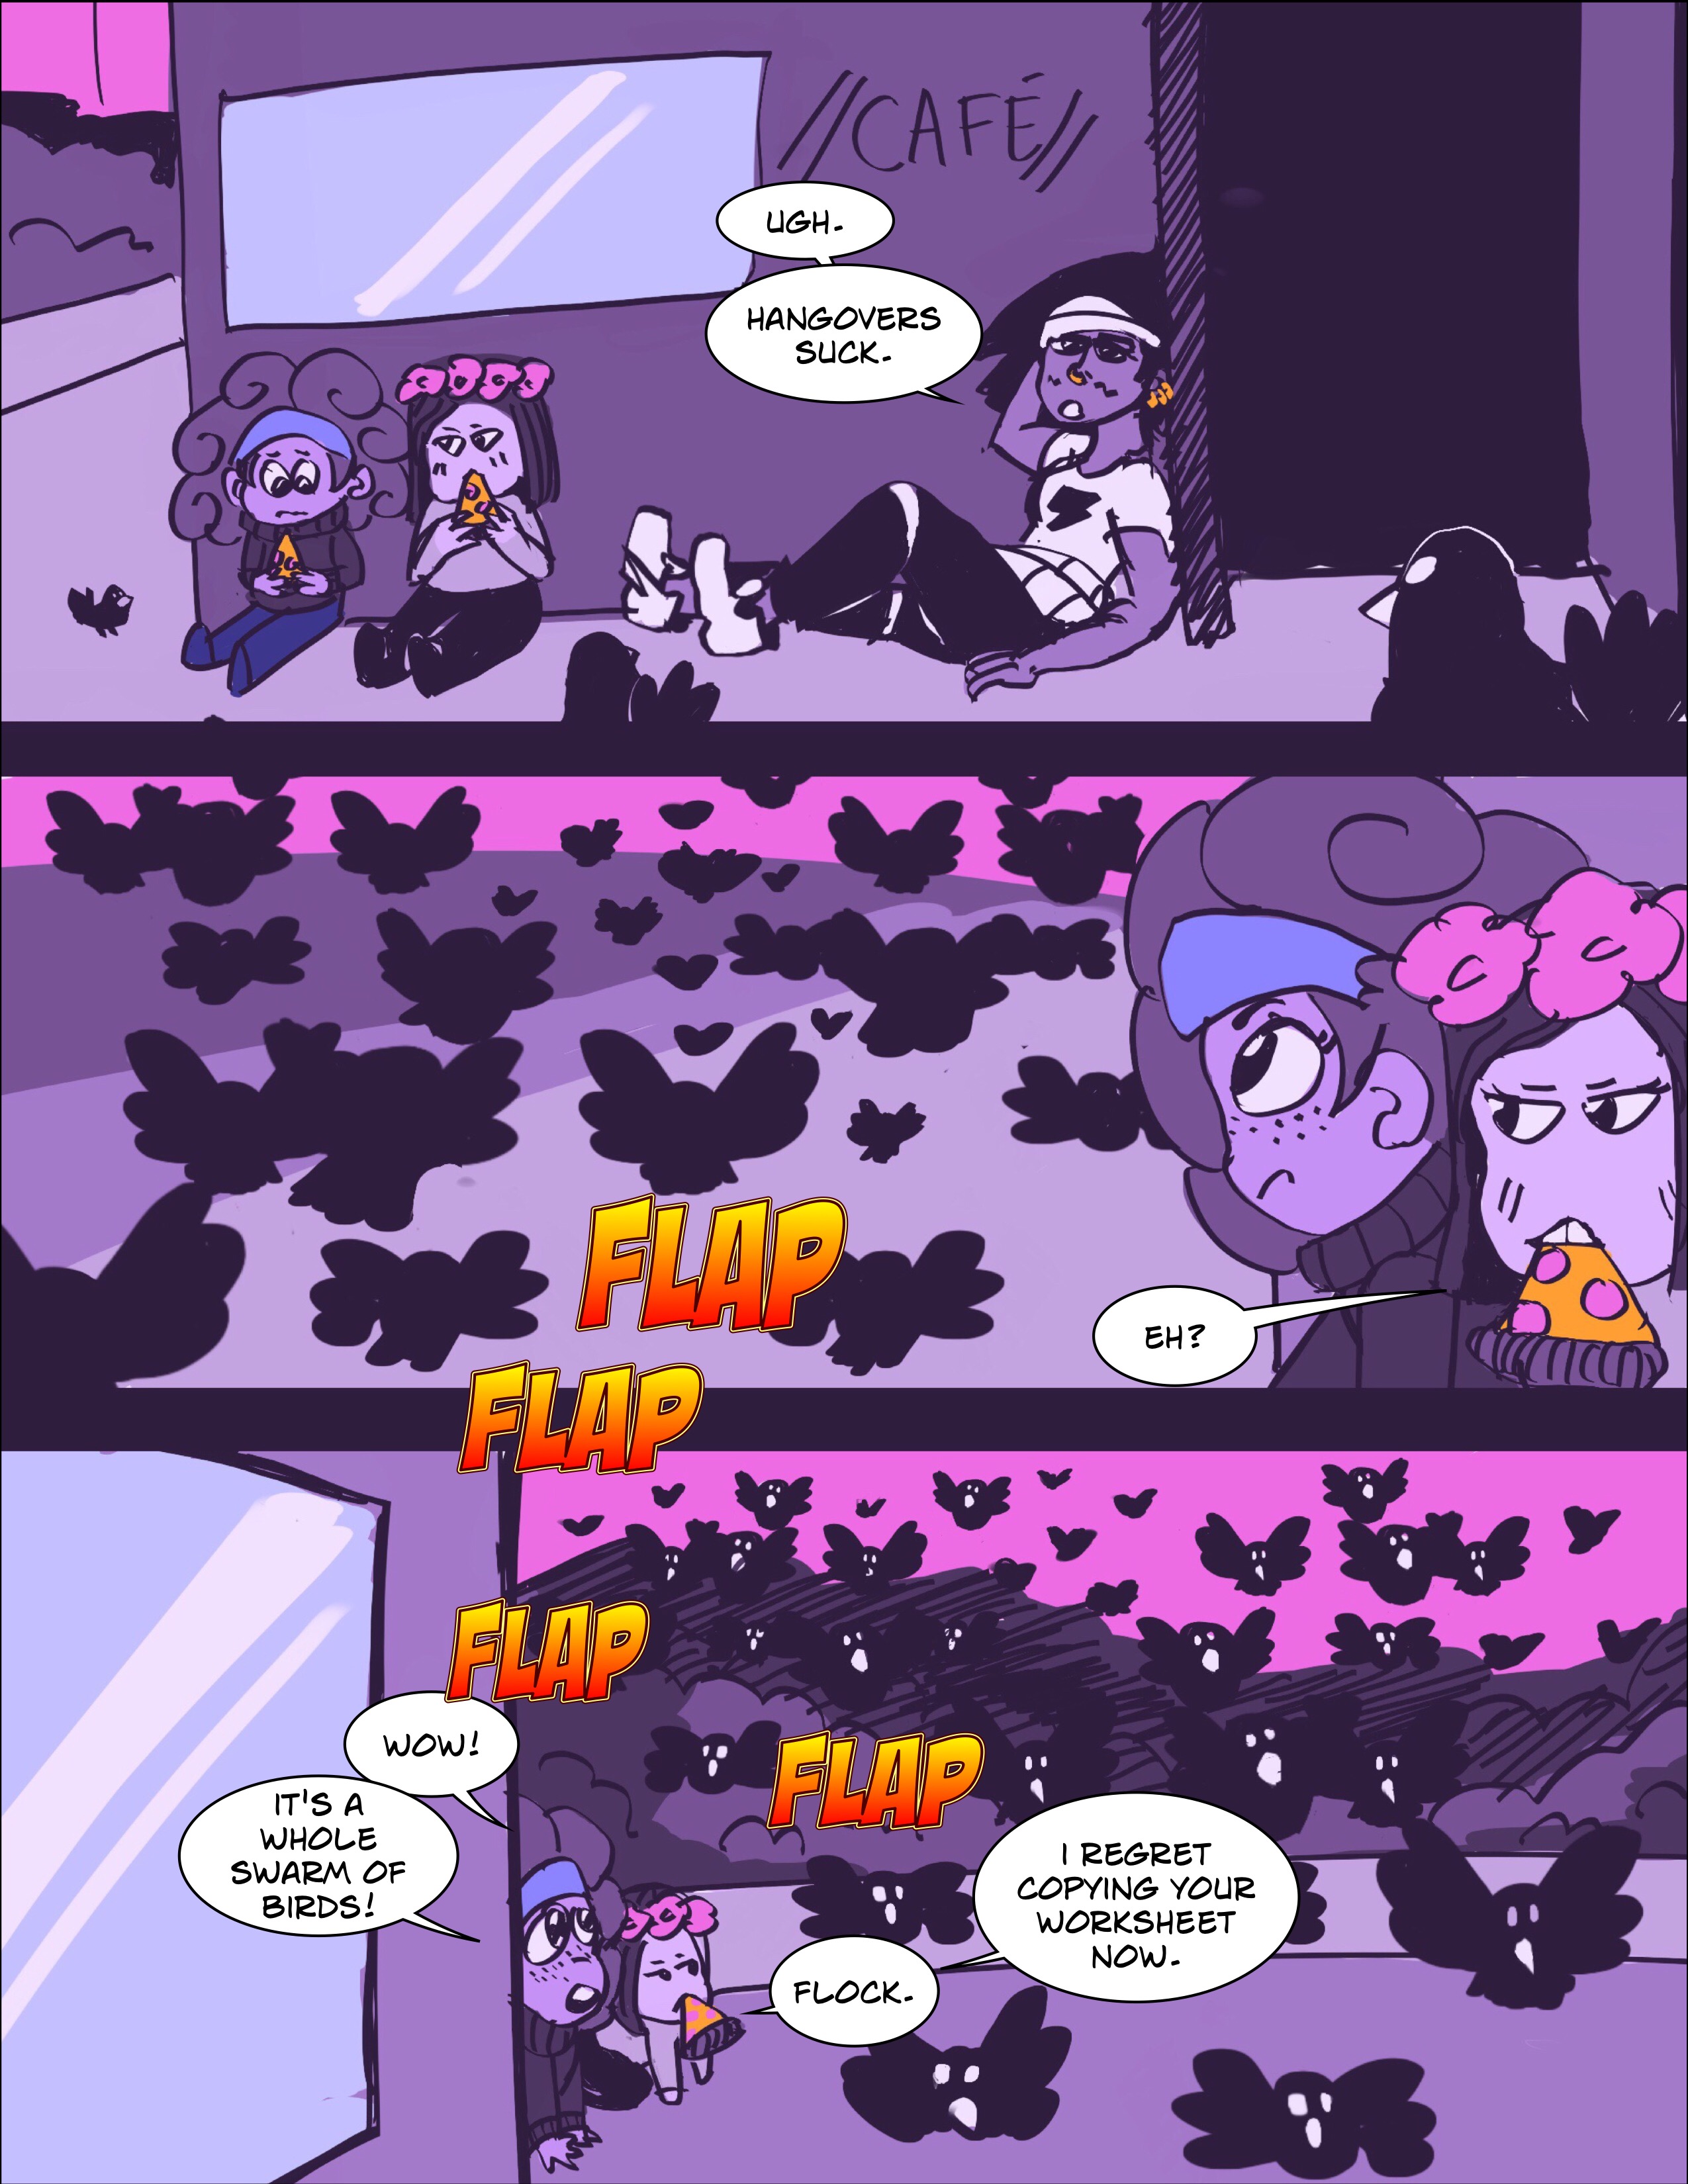 //CAFÉ//
UGH.
HANGOVERS
SUCK.
FLAP
EH?
FLAP
FLAP
WOW!
IT'S A
WHOLE
SWARM OF
BIRDS!
FLAP
FLOCK.
I REGRET
COPYING YOUR
WORKSHEET
NOW.